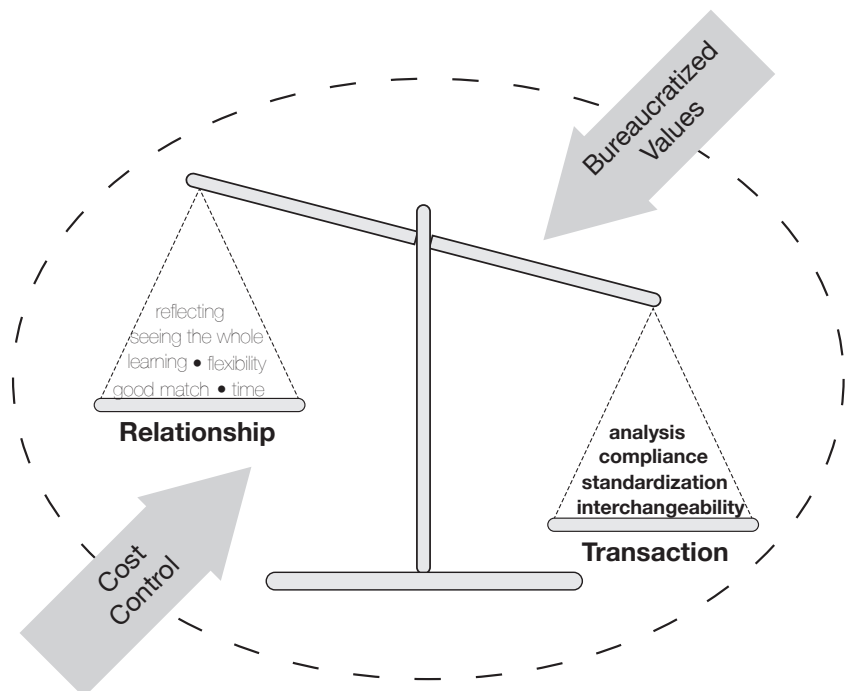 Bureaucratized
Values
reflecting
seeing the whole
learning • flexibility
good match • time
Relationship
analysis
compliance
standardization
interchangeability
Transaction
Cost
Control